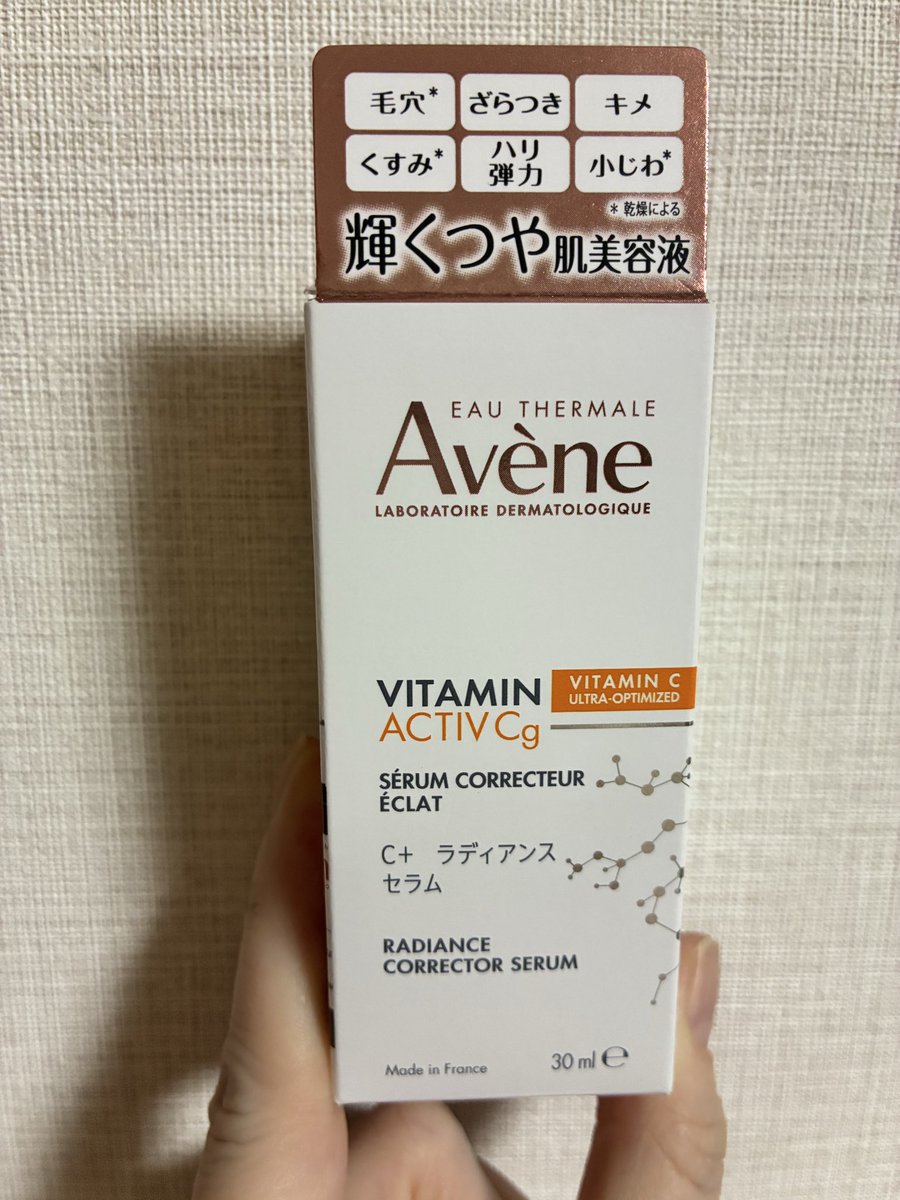 毛穴* ざらつき キメ
くすみ* ハリ 弾力 小じわ*
* 乾燥による
輝くつや肌美容液
EAU THERMALE
Avène
LABORATOIRE DERMATOLOGIQUE
VITAMIN
ACTIV Cg
VITAMIN C
ULTRA-OPTIMIZED
SÉRUM CORRECTEUR
ÉCLAT
C+ ラディアンス
セラム
RADIANCE
CORRECTOR SERUM
Made in France 30 ml ℮